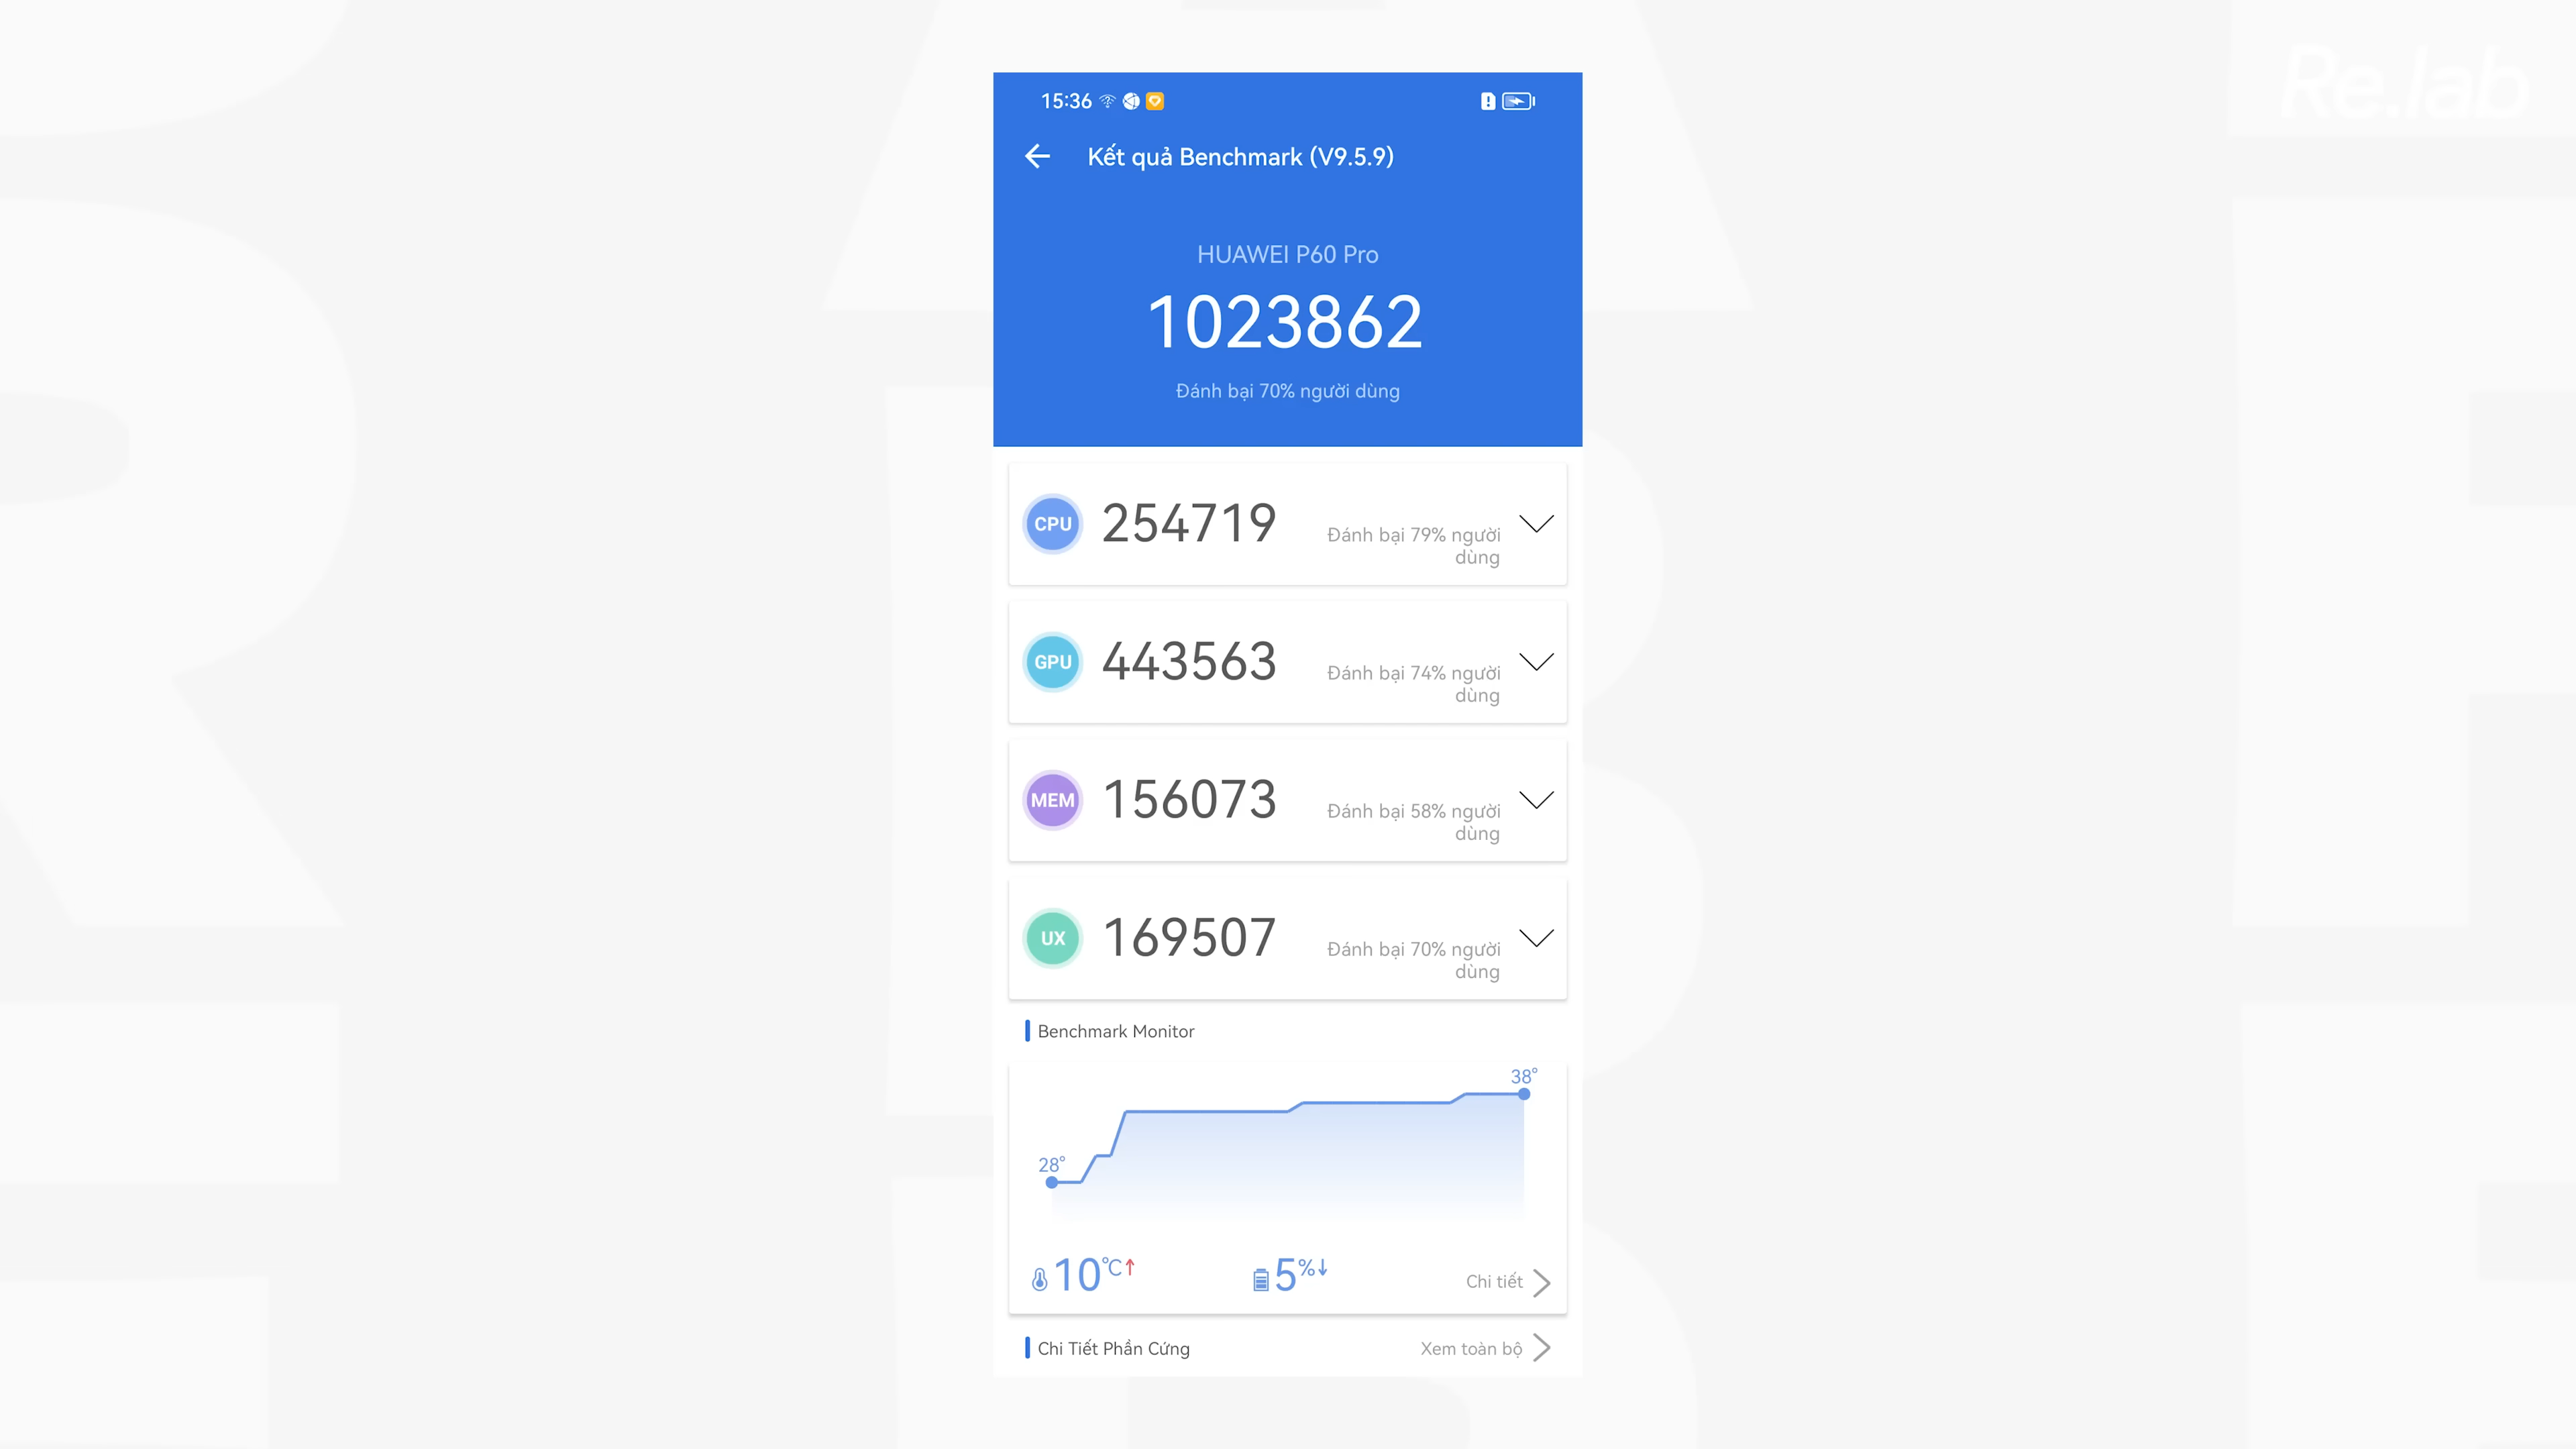 Re.lab
15:36
Kết quả Benchmark (V9.5.9)
HUAWEI P60 Pro
1023862
Đánh bại 70% người dùng
CPU 254719 Đánh bại 79% người
dùng
GPU 443563 Đánh bại 74% người
dùng
MEM 156073 Đánh bại 58% người
dùng
UX 169507 Đánh bại 70% người
dùng
Benchmark Monitor
38°
28°
10°C↑ 5%↓ Chi tiết
Chi Tiết Phần Cứng Xem toàn bộ